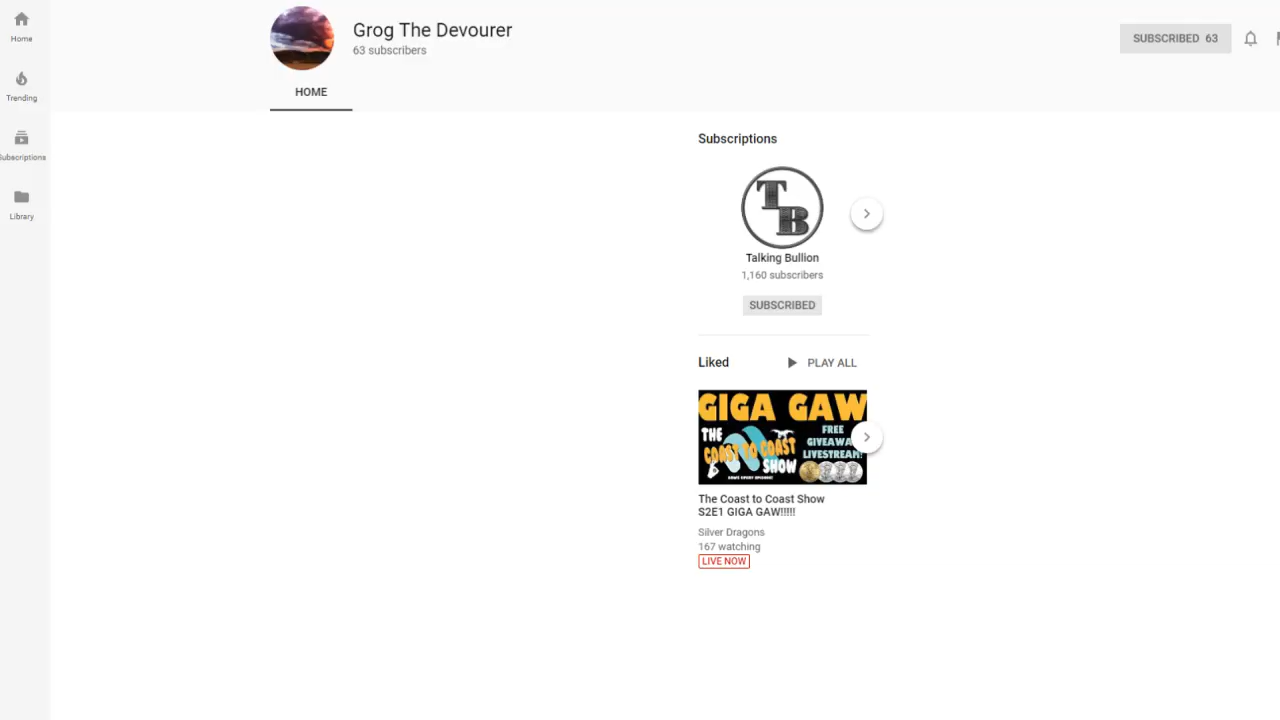 Home
Trending
Subscriptions
Library
Grog The Devourer
63 subscribers
SUBSCRIBED 63
HOME
Subscriptions
TB
Talking Bullion
1,160 subscribers
SUBSCRIBED
Liked
PLAY ALL
GIGA GAW
THE
COAST TO COAST
SHOW
FREE
GIVEAWA
LIVESTREAM!
The Coast to Coast Show
S2E1 GIGA GAW!!!!!
Silver Dragons
167 watching
LIVE NOW